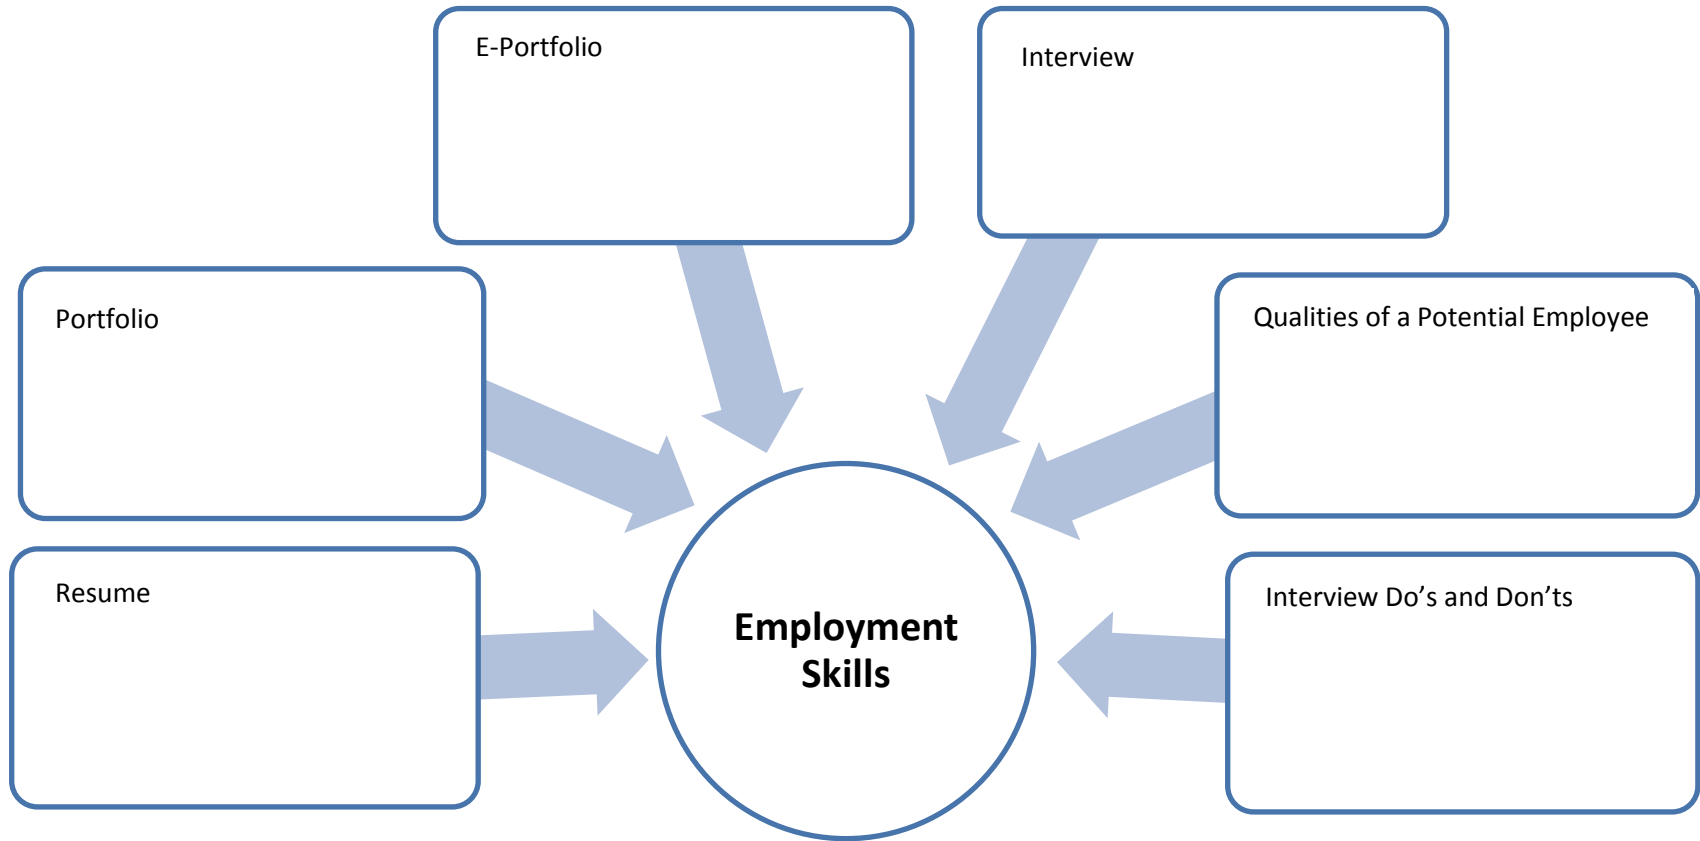 E-Portfolio
Interview
Portfolio
Qualities of a Potential Employee
Resume
Interview Do’s and Don’ts
Employment
Skills